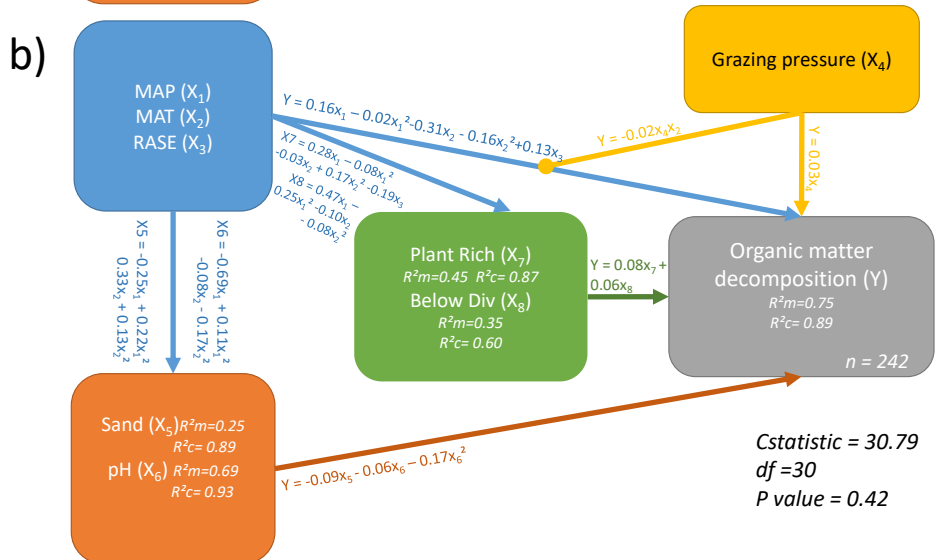 b)
MAP (X₁)
MAT (X₂)
RASE (X₃)
Grazing pressure (X₄)
Y = 0.16x₁ – 0.02x₁²-0.31x₂ - 0.16x₂²+0.13x₃
Y = -0.02x₄x₂
Y = 0.03x₄
X7 = 0.28x₁ – 0.08x₁²
-0.03x₂ + 0.17x₂² -0.19x₃
X8 = 0.47x₁ –
0.25x₁² -0.10x₂
- 0.08x₂²
X5 = -0.25x₁ + 0.22x₁²
0.33x₂ + 0.13x₂²
X6 = -0.69x₁ + 0.11x₁²
-0.08x₂ - 0.17x₂²
Plant Rich (X₇)
R²m=0.45 R²c= 0.87
Below Div (X₈)
R²m=0.35
R²c= 0.60
Y = 0.08x₇ +
0.06x₈
Organic matter
decomposition (Y)
R²m=0.75
R²c= 0.89
n = 242
Sand (X₅)R²m=0.25
R²c= 0.89
pH (X₆) R²m=0.69
R²c= 0.93
Y = -0.09x₅ - 0.06x₆ – 0.17x₆²
Cstatistic = 30.79
df =30
P value = 0.42